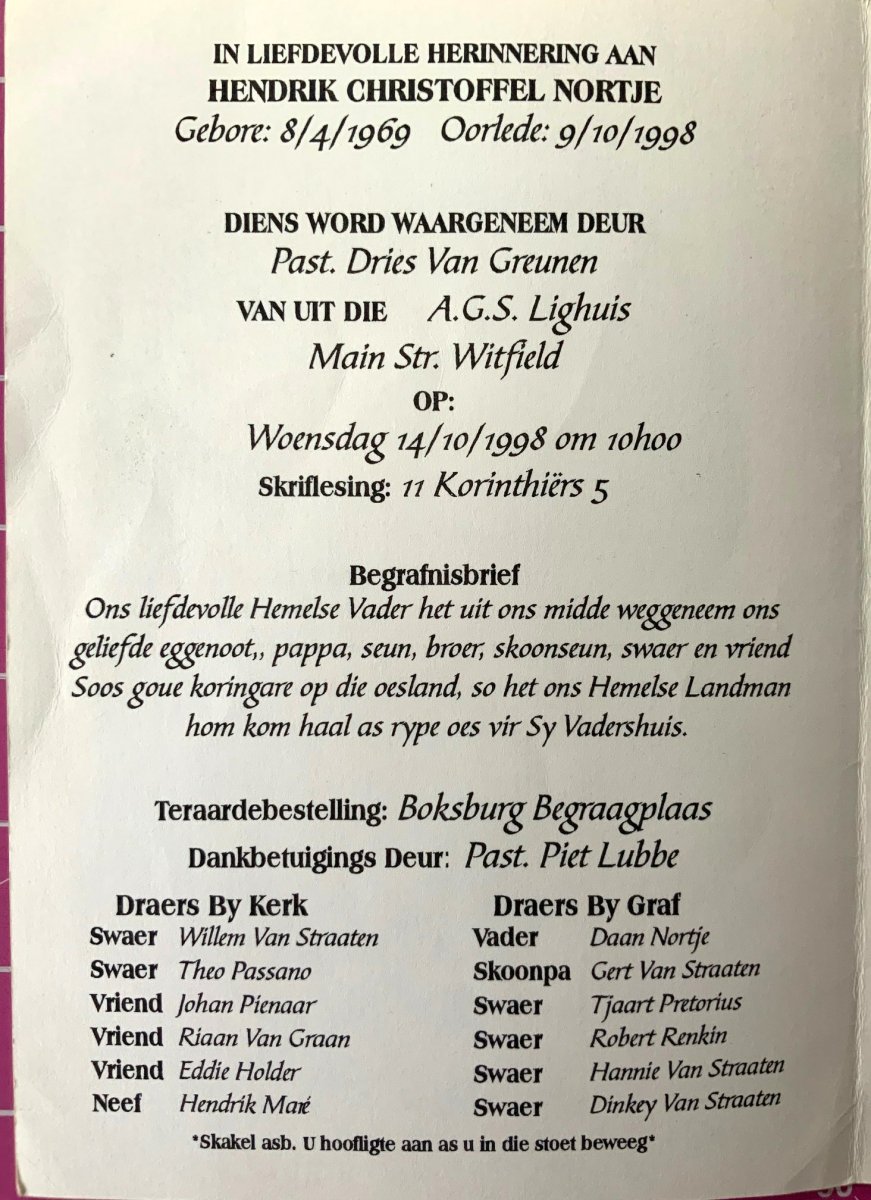 IN LIEFDEVOLLE HERINNERING AAN
HENDRIK CHRISTOFFEL NORTJE
Gebore: 8/4/1969 Oorlede: 9/10/1998
DIENS WORD WAARGENEEM DEUR
Past. Dries Van Greunen
VAN UIT DIE A.G.S. Lighuis
Main Str. Witfield
OP:
Woensdag 14/10/1998 om 10h00
Skriflesing: 11 Korinthiërs 5
Begrafnisbrief
Ons liefdevolle Hemelse Vader het uit ons midde weggeneem ons
geliefde eggenoot,, pappa, seun, broer, skoonseun, swaer en vriend
Soos goue koringare op die oesland, so het ons Hemelse Landman
hom kom haal as rype oes vir Sy Vadershuis.
Teraardebestelling: Boksburg Begraagplaas
Dankbetuigings Deur: Past. Piet Lubbe
Draers By Kerk
Swaer Willem Van Straaten
Swaer Theo Passano
Vriend Johan Pienaar
Vriend Riaan Van Graan
Vriend Eddie Holder
Neef Hendrik Maré
Draers By Graf
Vader Daan Nortje
Skoonpa Gert Van Straaten
Swaer Tjaart Pretorius
Swaer Robert Renkin
Swaer Hannie Van Straaten
Swaer Dinkey Van Straaten
*Skakel asb. U hoofligte aan as u in die stoet beweeg*